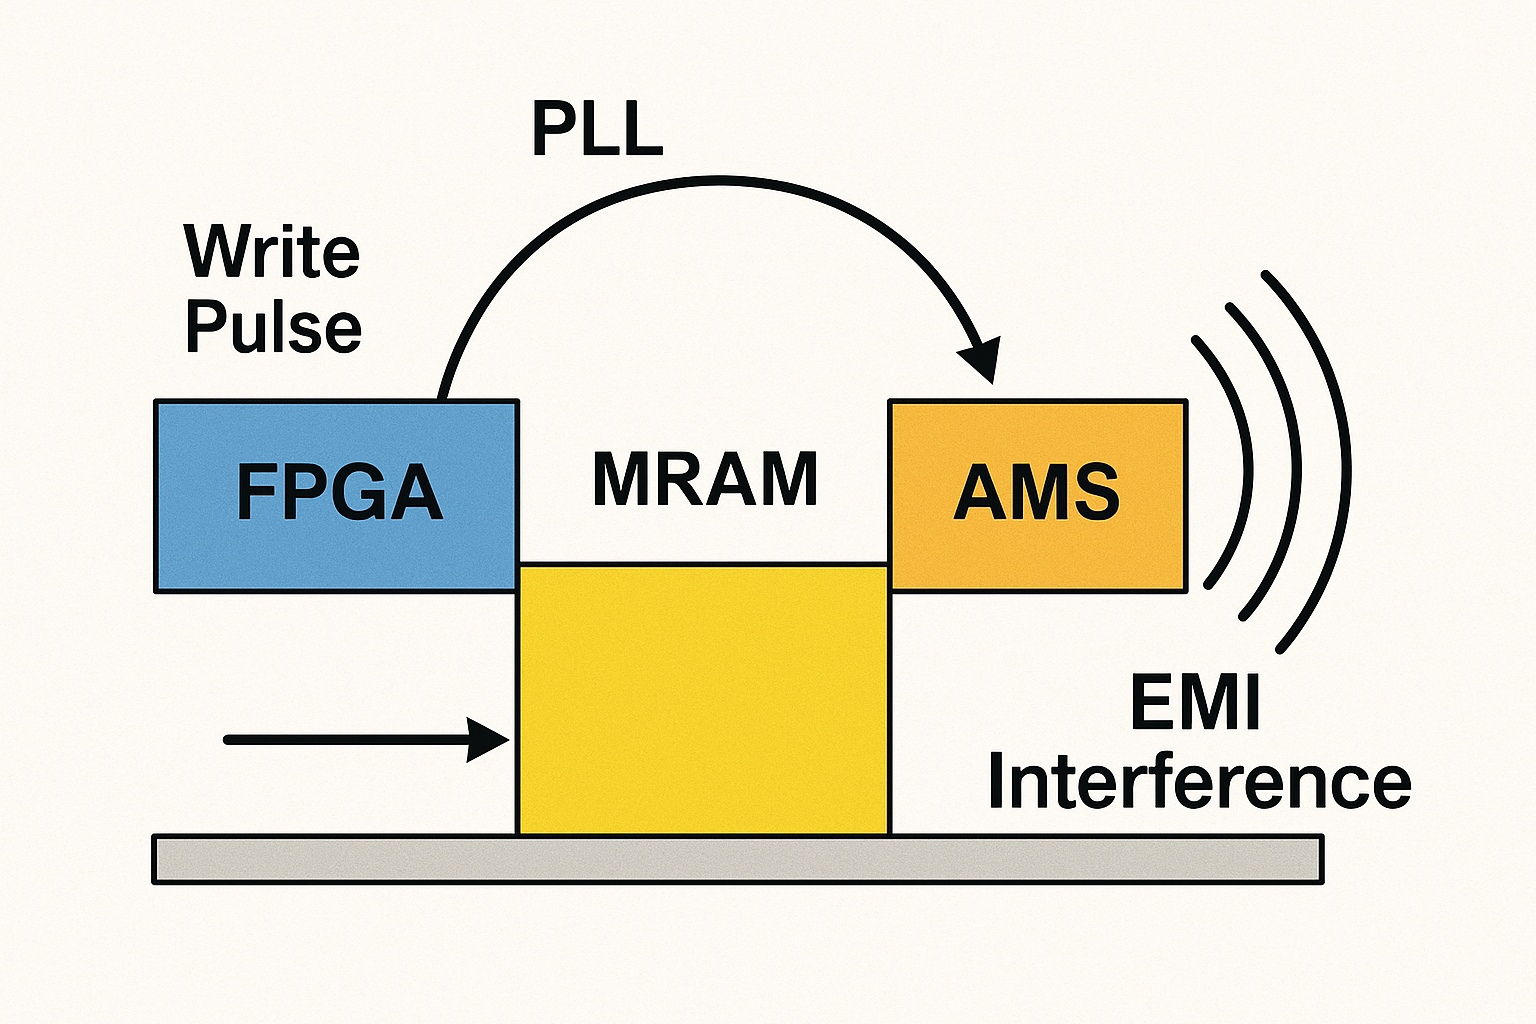 PLL
Write
Pulse
FPGA
MRAM
AMS
EMI
Interference